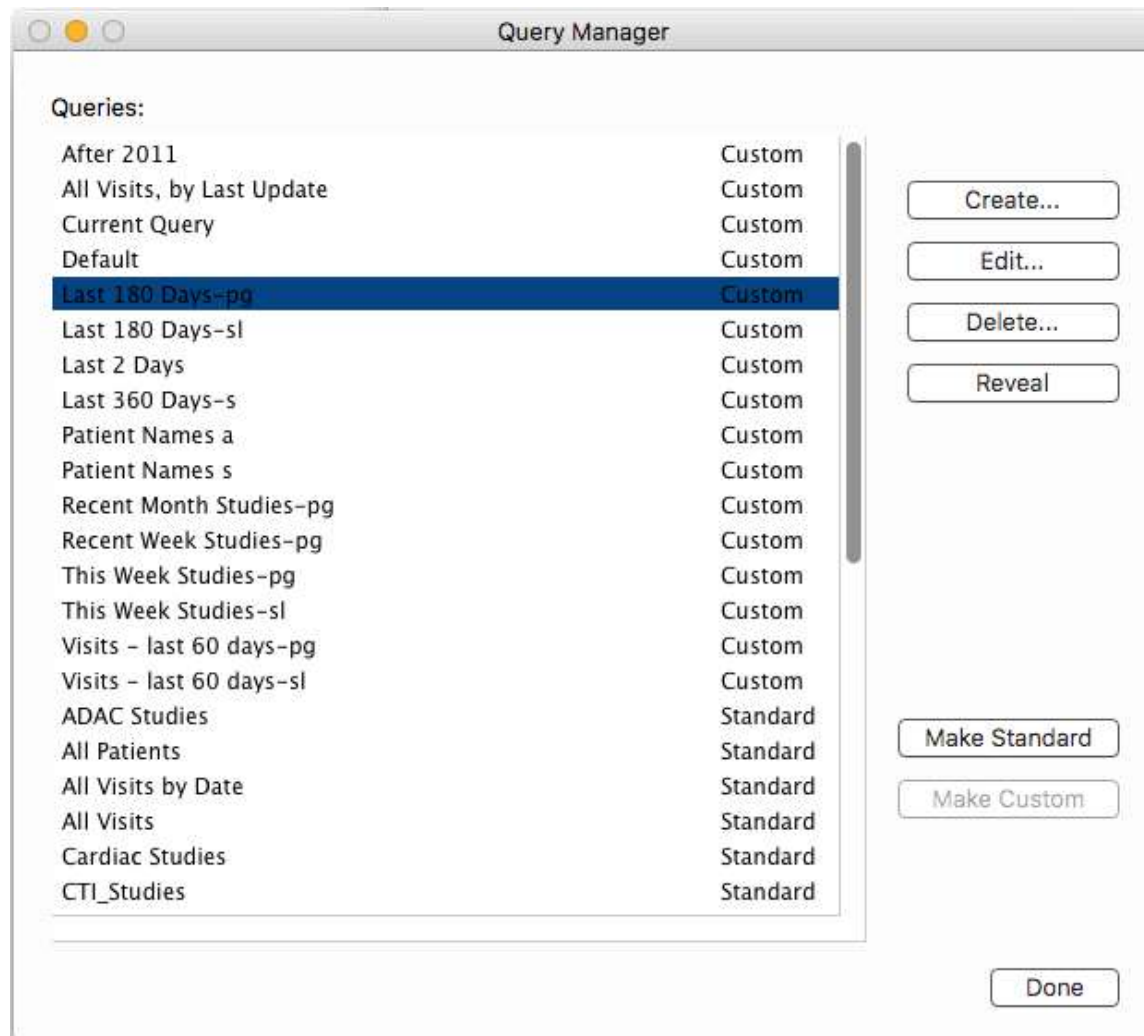 Query Manager
Queries:
After 2011 Custom
All Visits, by Last Update Custom
Current Query Custom
Default Custom
Last 180 Days-pg Custom
Last 180 Days-sl Custom
Last 2 Days Custom
Last 360 Days-s Custom
Patient Names a Custom
Patient Names s Custom
Recent Month Studies-pg Custom
Recent Week Studies-pg Custom
This Week Studies-pg Custom
This Week Studies-sl Custom
Visits - last 60 days-pg Custom
Visits - last 60 days-sl Custom
ADAC Studies Standard
All Patients Standard
All Visits by Date Standard
All Visits Standard
Cardiac Studies Standard
CTI_Studies Standard
Create...
Edit...
Delete...
Reveal
Make Standard
Make Custom
Done